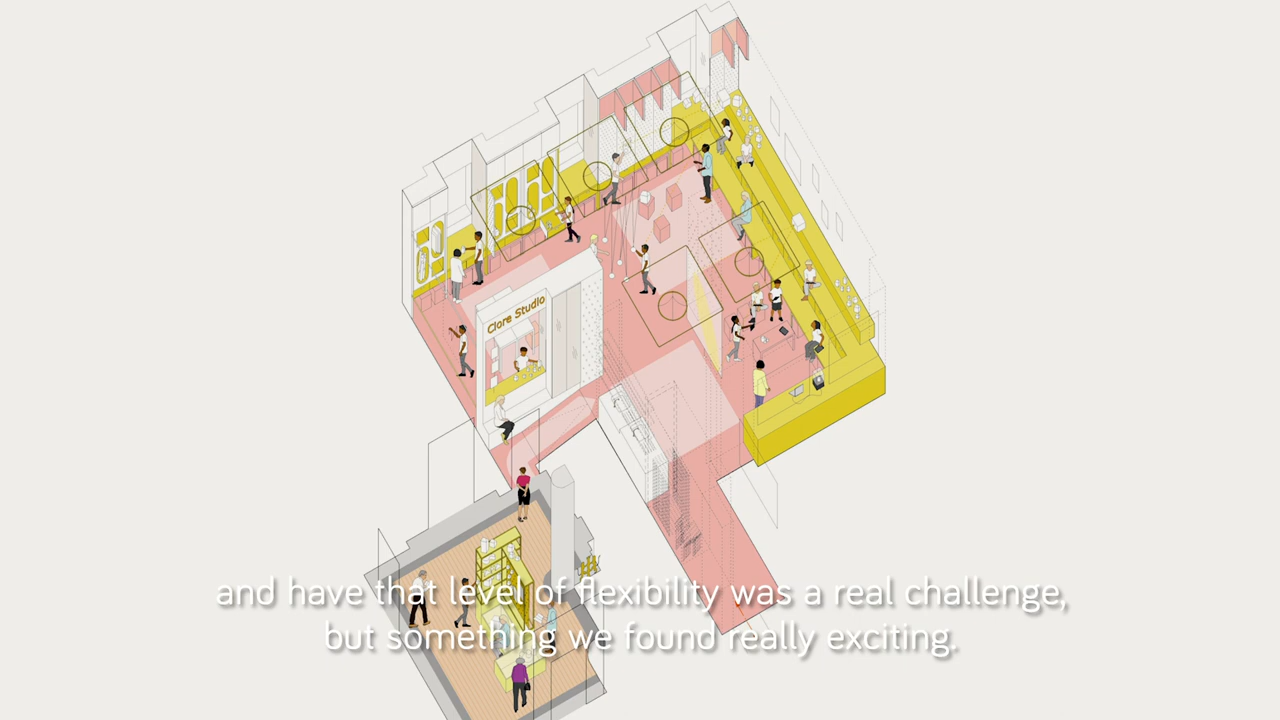 Clore Studio
and have that level of flexibility was a real challenge,
but something we found really exciting.